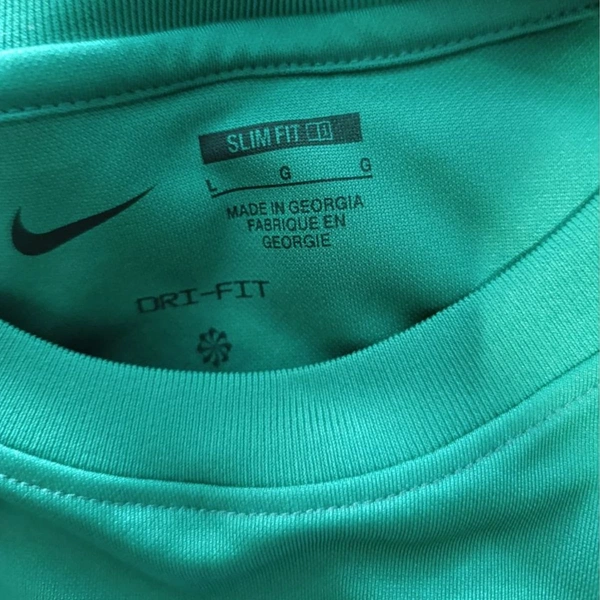 SLIM FIT
L G G
MADE IN GEORGIA
FABRIQUE EN
GEORGIE
DRI-FIT